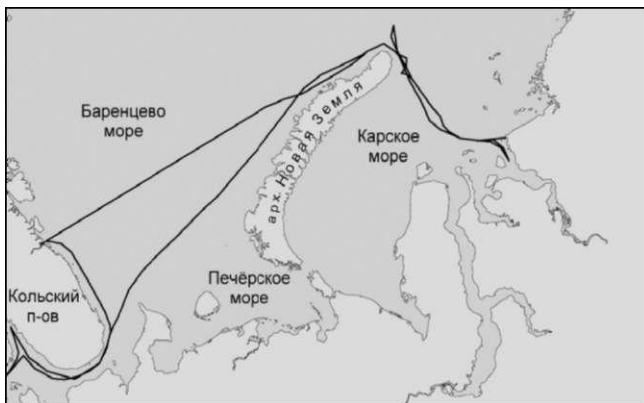 Баренцево
море
арх. Новая Земля
Карское
море
Печёрское
море
Кольский
п-ов